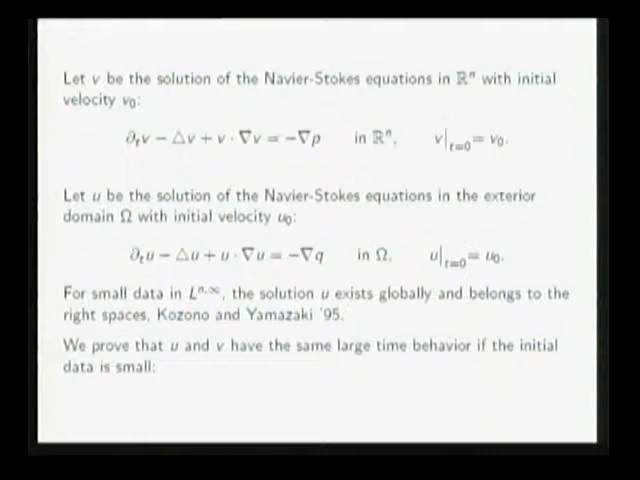 Let v be the solution of the Navier-Stokes equations in ℝⁿ with initial
velocity v₀:
∂ₜv − △v + v · ∇v = −∇p in ℝⁿ, v|ₜ₌₀ = v₀.
Let u be the solution of the Navier-Stokes equations in the exterior
domain Ω with initial velocity u₀:
∂ₜu − △u + u · ∇u = −∇q in Ω, u|ₜ₌₀ = u₀.
For small data in Lⁿ,∞, the solution u exists globally and belongs to the
right spaces, Kozono and Yamazaki '95.
We prove that u and v have the same large time behavior if the initial
data is small: